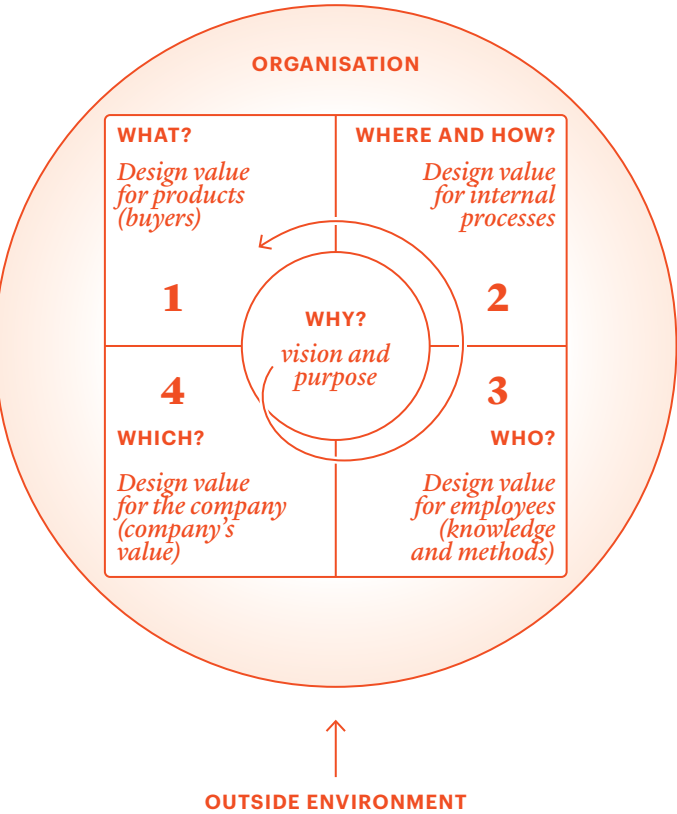 ORGANISATION
WHAT?
Design value
for products
(buyers)
1
WHERE AND HOW?
Design value
for internal
processes
2
WHY?
vision and
purpose
4
WHICH?
Design value
for the company
(company's
value)
3
WHO?
Design value
for employees
(knowledge
and methods)
OUTSIDE ENVIRONMENT